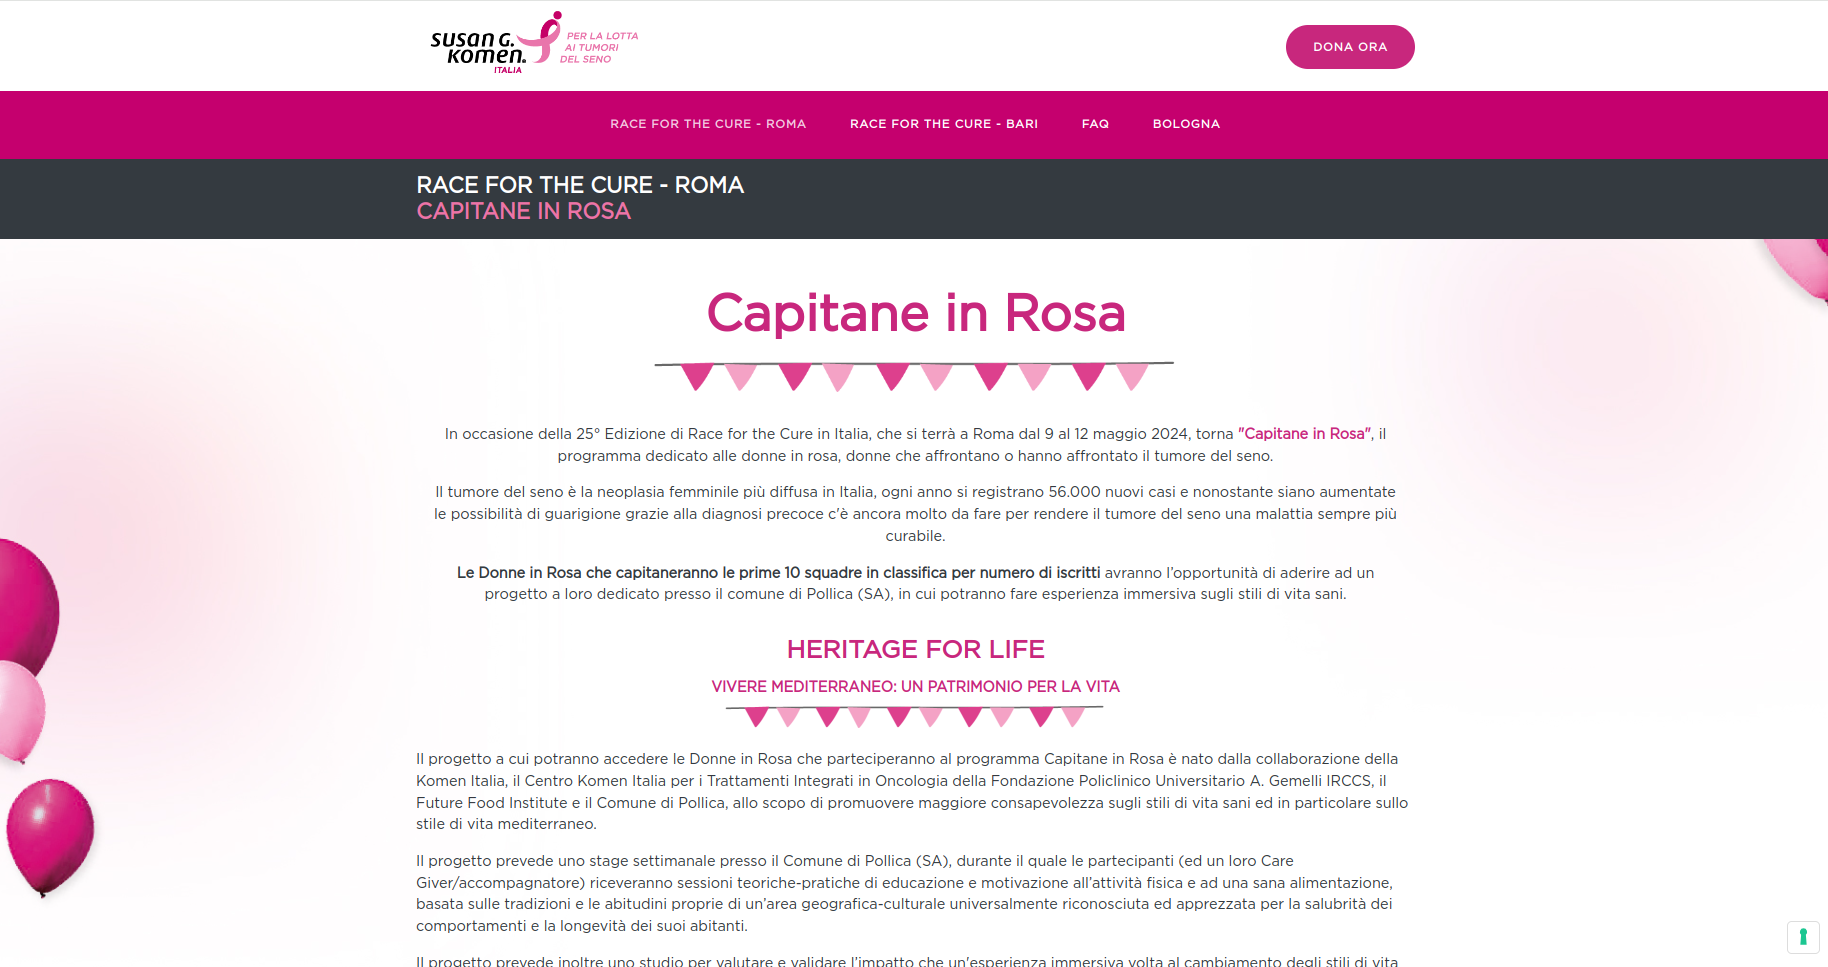 susan G.
komen.
ITALIA
PER LA LOTTA
AI TUMORI
DEL SENO
DONA ORA
RACE FOR THE CURE - ROMA
RACE FOR THE CURE - BARI
FAQ
BOLOGNA
RACE FOR THE CURE - ROMA
CAPITANE IN ROSA
Capitane in Rosa
In occasione della 25° Edizione di Race for the Cure in Italia, che si terrà a Roma dal 9 al 12 maggio 2024, torna "Capitane in Rosa", il
programma dedicato alle donne in rosa, donne che affrontano o hanno affrontato il tumore del seno.
Il tumore del seno è la neoplasia femminile più diffusa in Italia, ogni anno si registrano 56.000 nuovi casi e nonostante siano aumentate
le possibilità di guarigione grazie alla diagnosi precoce c'è ancora molto da fare per rendere il tumore del seno una malattia sempre più
curabile.
Le Donne in Rosa che capitaneranno le prime 10 squadre in classifica per numero di iscritti avranno l'opportunità di aderire ad un
progetto a loro dedicato presso il comune di Pollica (SA), in cui potranno fare esperienza immersiva sugli stili di vita sani.
HERITAGE FOR LIFE
VIVERE MEDITERRANEO: UN PATRIMONIO PER LA VITA
Il progetto a cui potranno accedere le Donne in Rosa che parteciperanno al programma Capitane in Rosa è nato dalla collaborazione della
Komen Italia, il Centro Komen Italia per i Trattamenti Integrati in Oncologia della Fondazione Policlinico Universitario A. Gemelli IRCCS, il
Future Food Institute e il Comune di Pollica, allo scopo di promuovere maggiore consapevolezza sugli stili di vita sani ed in particolare sullo
stile di vita mediterraneo.
Il progetto prevede uno stage settimanale presso il Comune di Pollica (SA), durante il quale le partecipanti (ed un loro Care
Giver/accompagnatore) riceveranno sessioni teoriche-pratiche di educazione e motivazione all'attività fisica e ad una sana alimentazione,
basata sulle tradizioni e le abitudini proprie di un'area geografica-culturale universalmente riconosciuta ed apprezzata per la salubrità dei
comportamenti e la longevità dei suoi abitanti.
Il progetto prevede inoltre uno studio per valutare e validare l'impatto che un'esperienza immersiva volta al cambiamento degli stili di vita